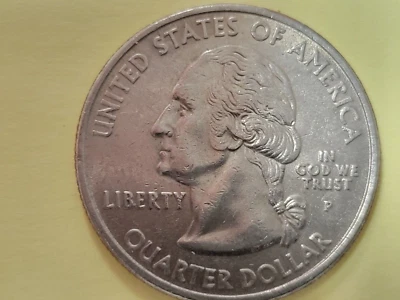 UNITED STATES OF AMERICA
LIBERTY
IN
GOD WE
TRUST
P
QUARTER DOLLAR